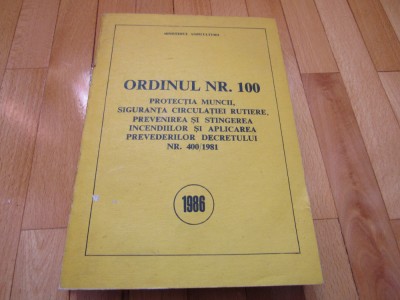 MINISTERUL AGRICULTURII
ORDINUL NR. 100
PROTECȚIA MUNCII,
SIGURANȚA CIRCULAȚIEI RUTIERE,
PREVENIREA ȘI STINGEREA
INCENDIILOR ȘI APLICAREA
PREVEDERILOR DECRETULUI
NR. 400/1981
1986